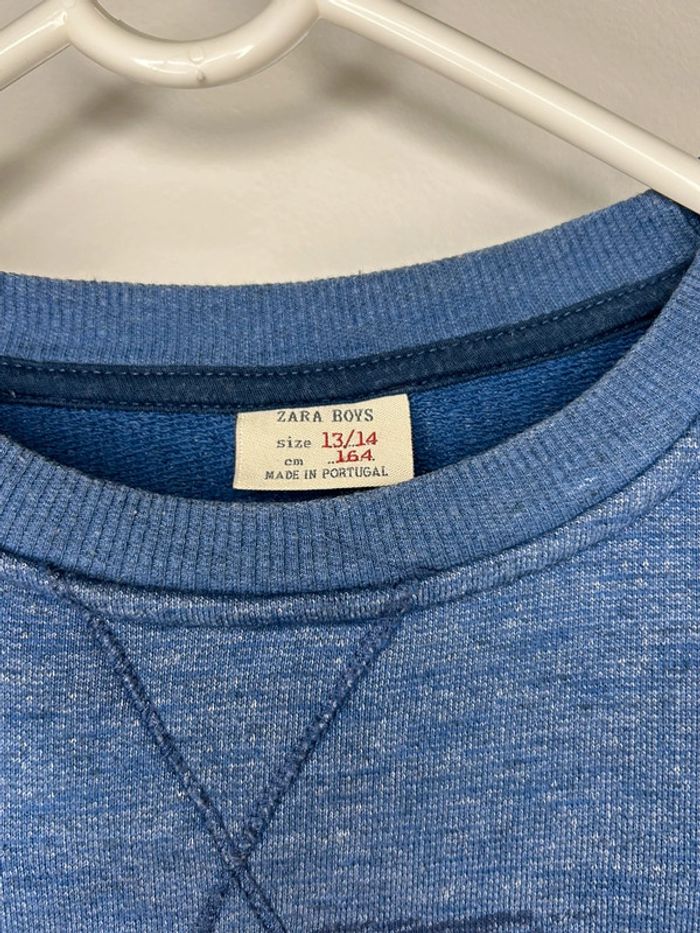 ZARA BOYS
size 13/14
cm 164
MADE IN PORTUGAL